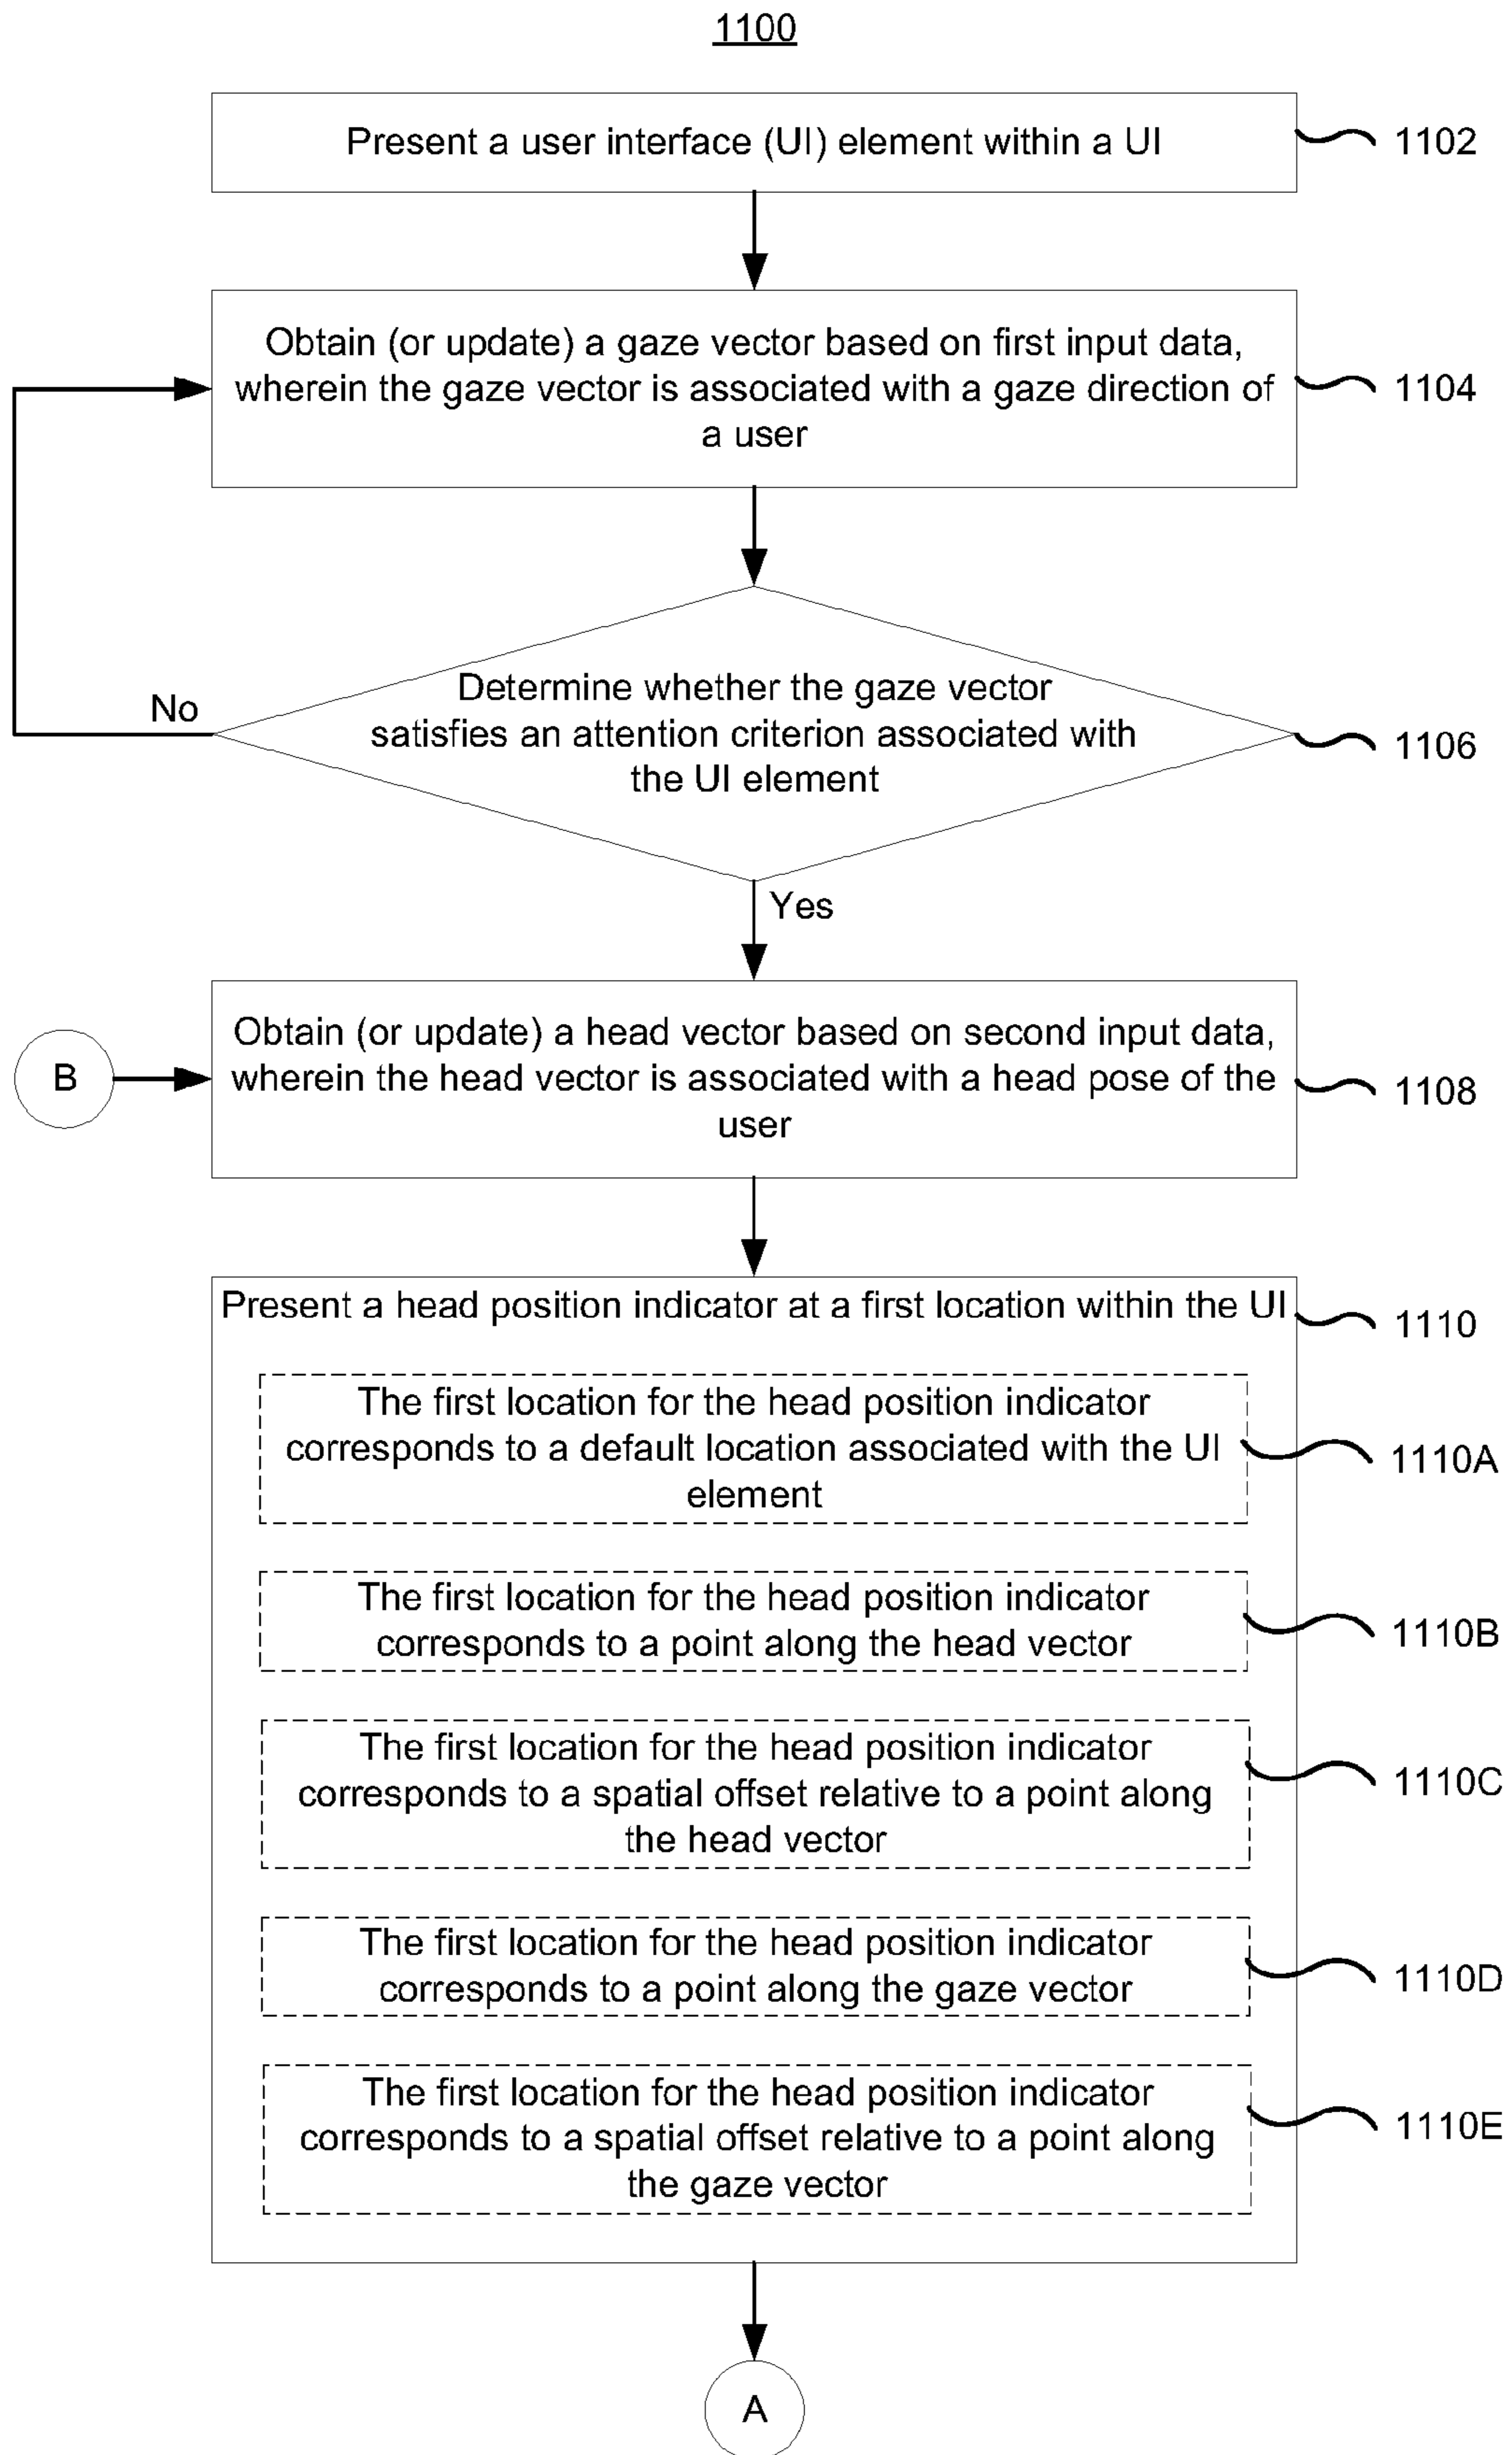 1100
Present a user interface (UI) element within a UI
1102
Obtain (or update) a gaze vector based on first input data,
wherein the gaze vector is associated with a gaze direction of
a user
1104
Determine whether the gaze vector
satisfies an attention criterion associated with
the UI element
1106
No
Yes
B
Obtain (or update) a head vector based on second input data,
wherein the head vector is associated with a head pose of the
user
1108
Present a head position indicator at a first location within the UI
1110
The first location for the head position indicator
corresponds to a default location associated with the UI
element
1110A
The first location for the head position indicator
corresponds to a point along the head vector
1110B
The first location for the head position indicator
corresponds to a spatial offset relative to a point along
the head vector
1110C
The first location for the head position indicator
corresponds to a point along the gaze vector
1110D
The first location for the head position indicator
corresponds to a spatial offset relative to a point along
the gaze vector
1110E
A